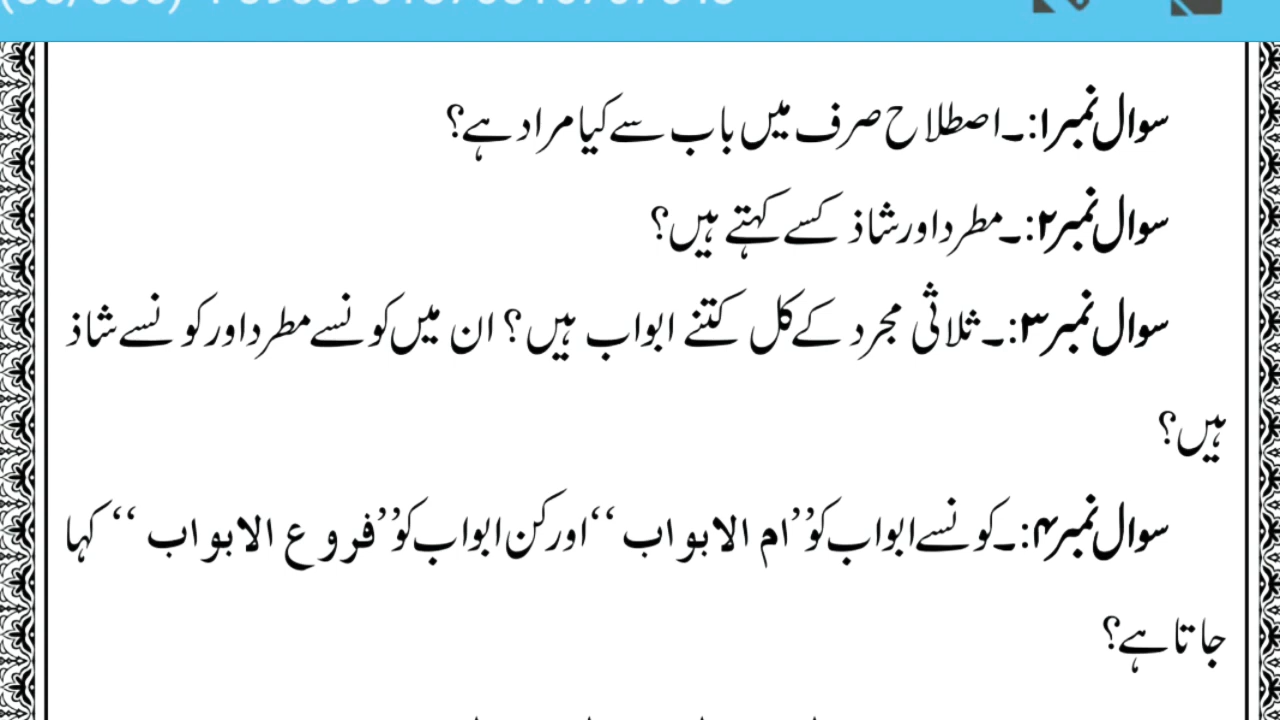 سوال نمبر۱:۔اصطلاح صرف میں باب سے کیا مراد ہے؟
سوال نمبر۲:۔مطرد اور شاذ کسے کہتے ہیں؟
سوال نمبر۳:۔ثلاثی مجرد کے کل کتنے ابواب ہیں؟ ان میں کونسے مطرد اور کونسے شاذ
ہیں؟
سوال نمبر۴:۔کونسے ابواب کو’’ام الابواب ‘‘اور کن ابواب کو’’فروع الابواب ‘‘ کہا
جاتا ہے؟